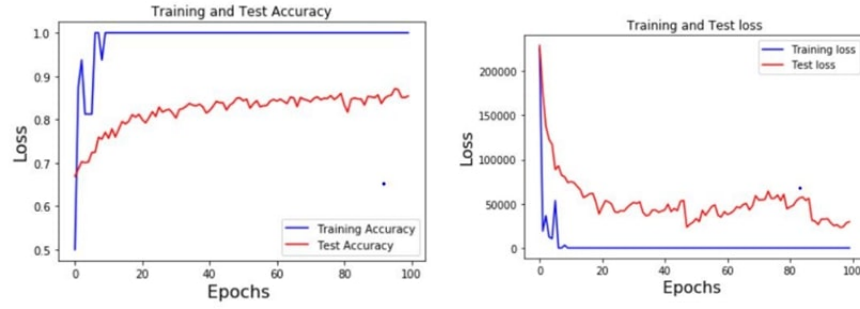 Training and Test Accuracy
1.0
0.9
0.8
0.7
0.6
0.5
Loss
0
20
40
60
80
100
Epochs
Training Accuracy
Test Accuracy
Training and Test loss
200000
150000
100000
50000
0
Loss
0
20
40
60
80
100
Epochs
Training loss
Test loss